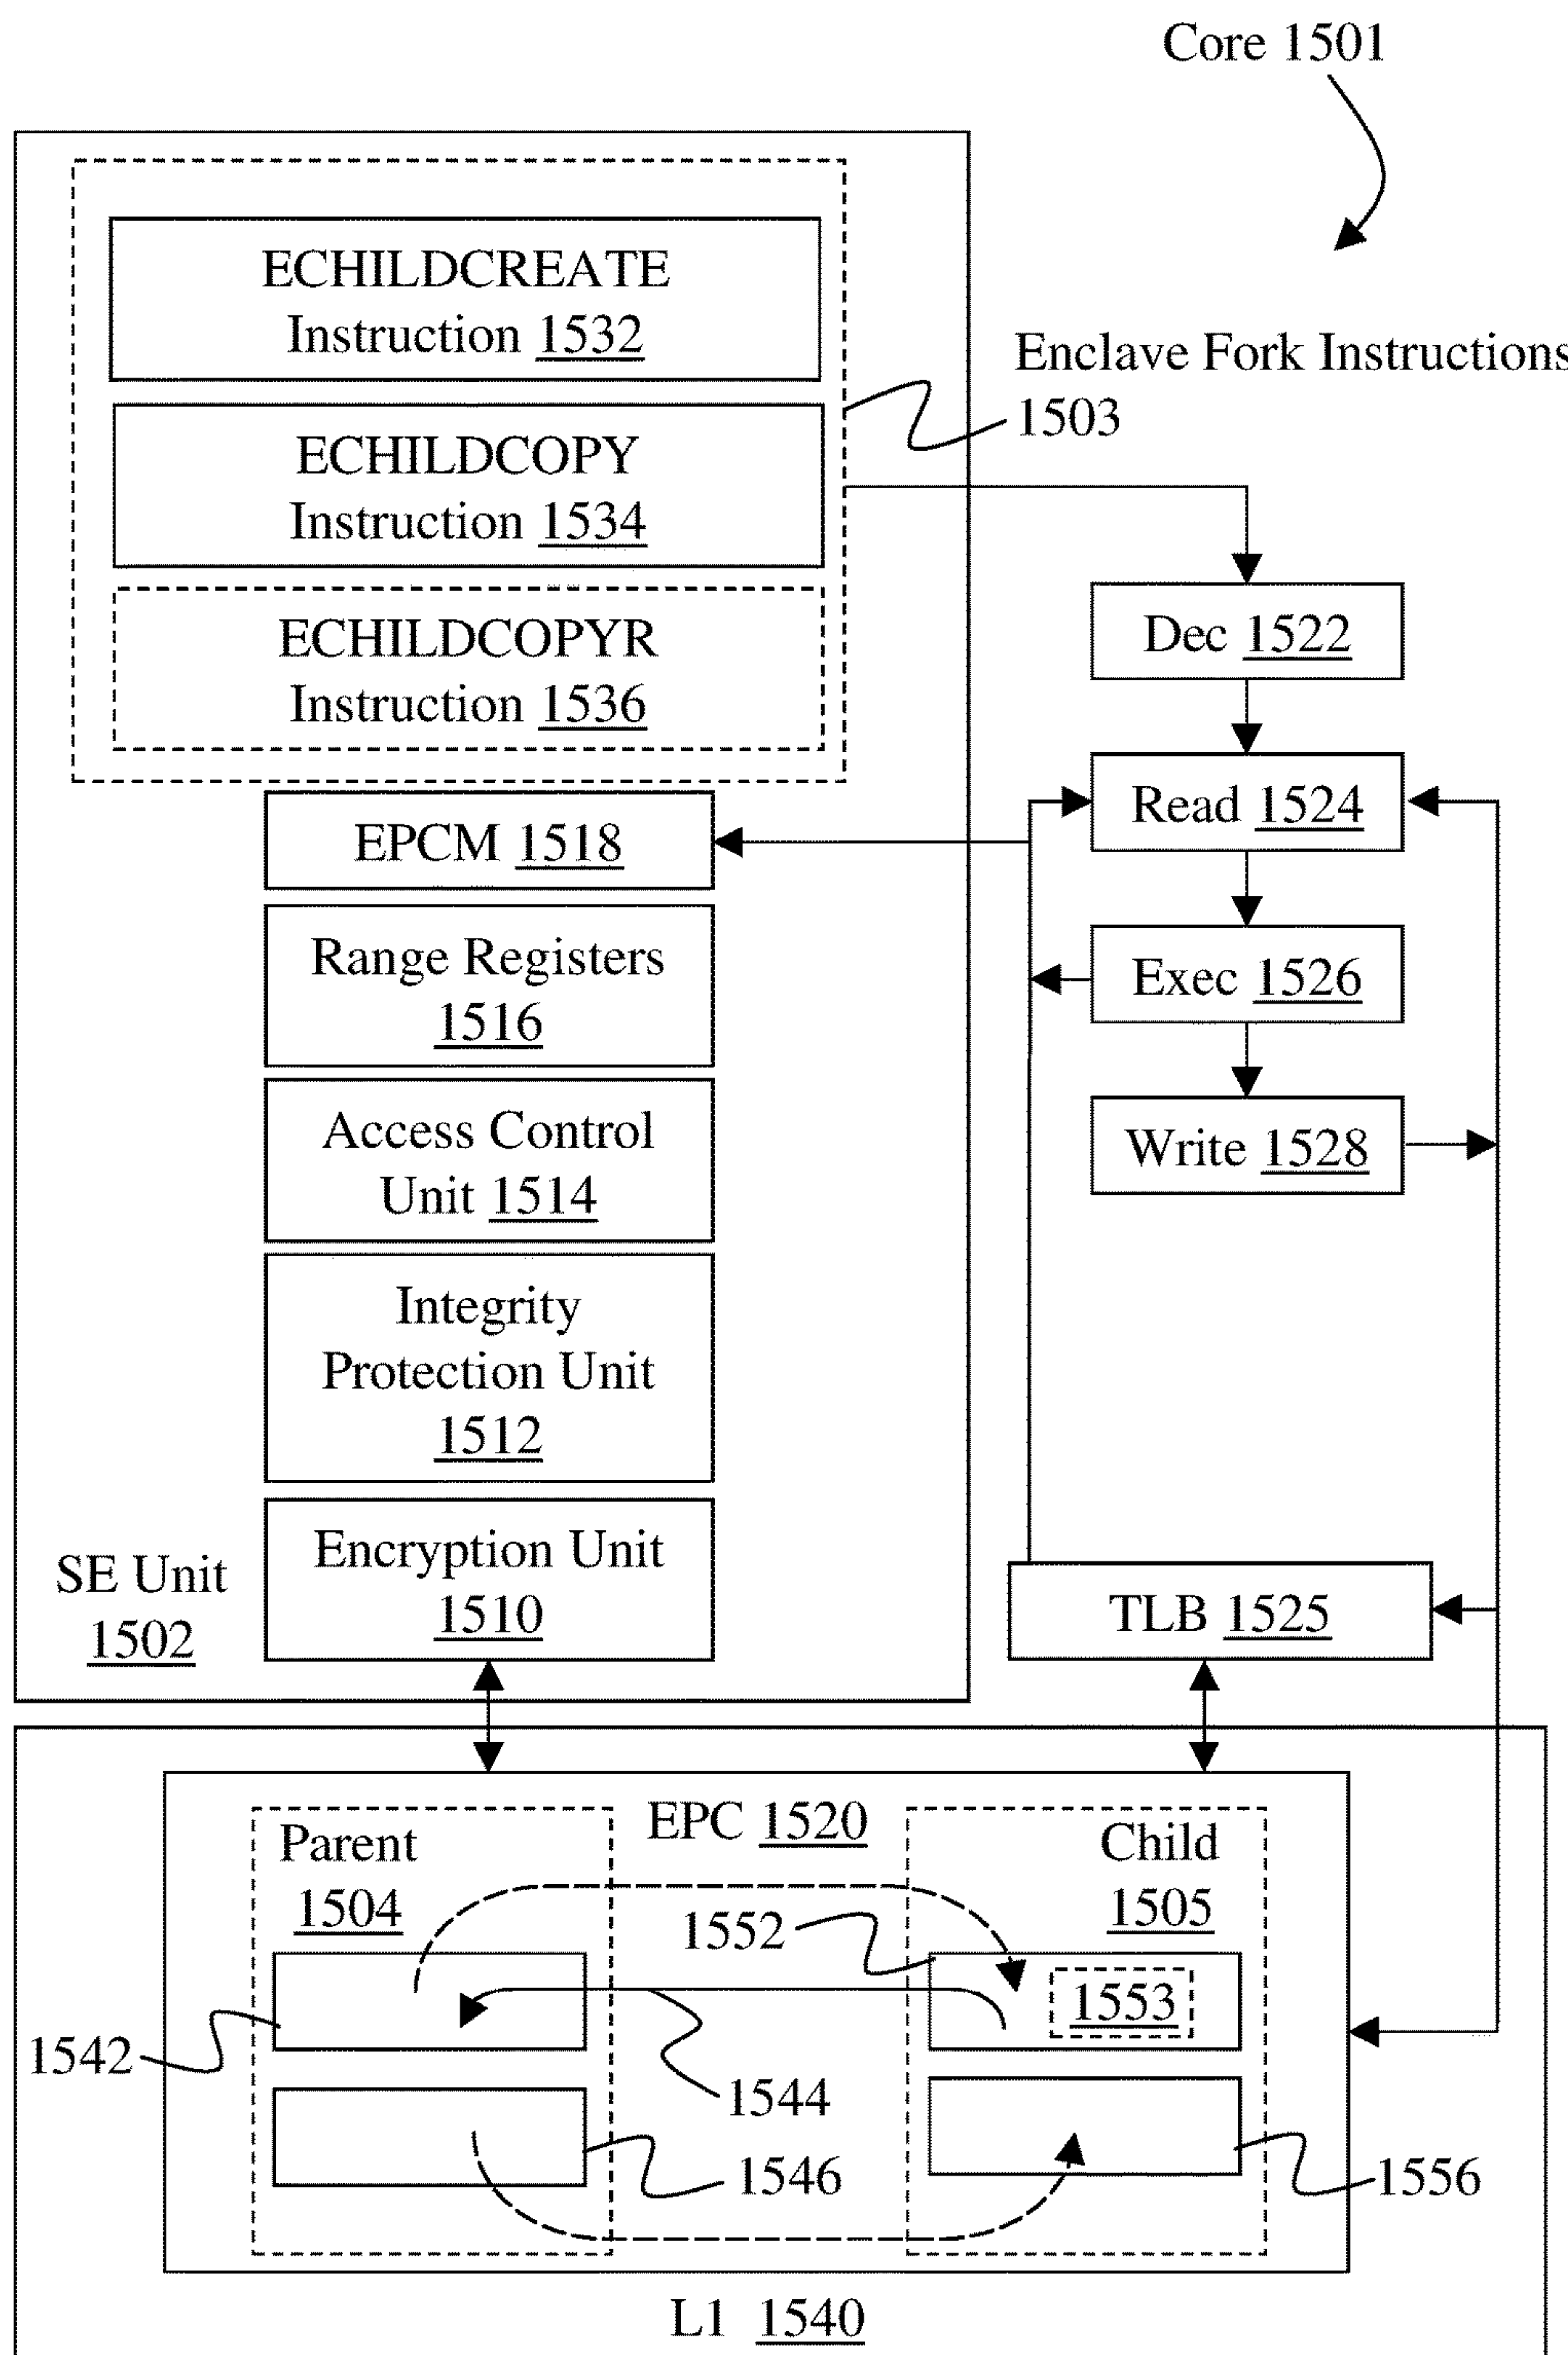 Core 1501
ECHILDCREATE
Instruction 1532
Enclave Fork Instructions
1503
ECHILDCOPY
Instruction 1534
ECHILDCOPYR
Instruction 1536
Dec 1522
Read 1524
EPCM 1518
Exec 1526
Range Registers
1516
Write 1528
Access Control
Unit 1514
Integrity
Protection Unit
1512
Encryption Unit
1510
SE Unit
1502
TLB 1525
EPC 1520
Parent
1504
Child
1505
1552
1553
1542
1544
1546
1556
L1 1540